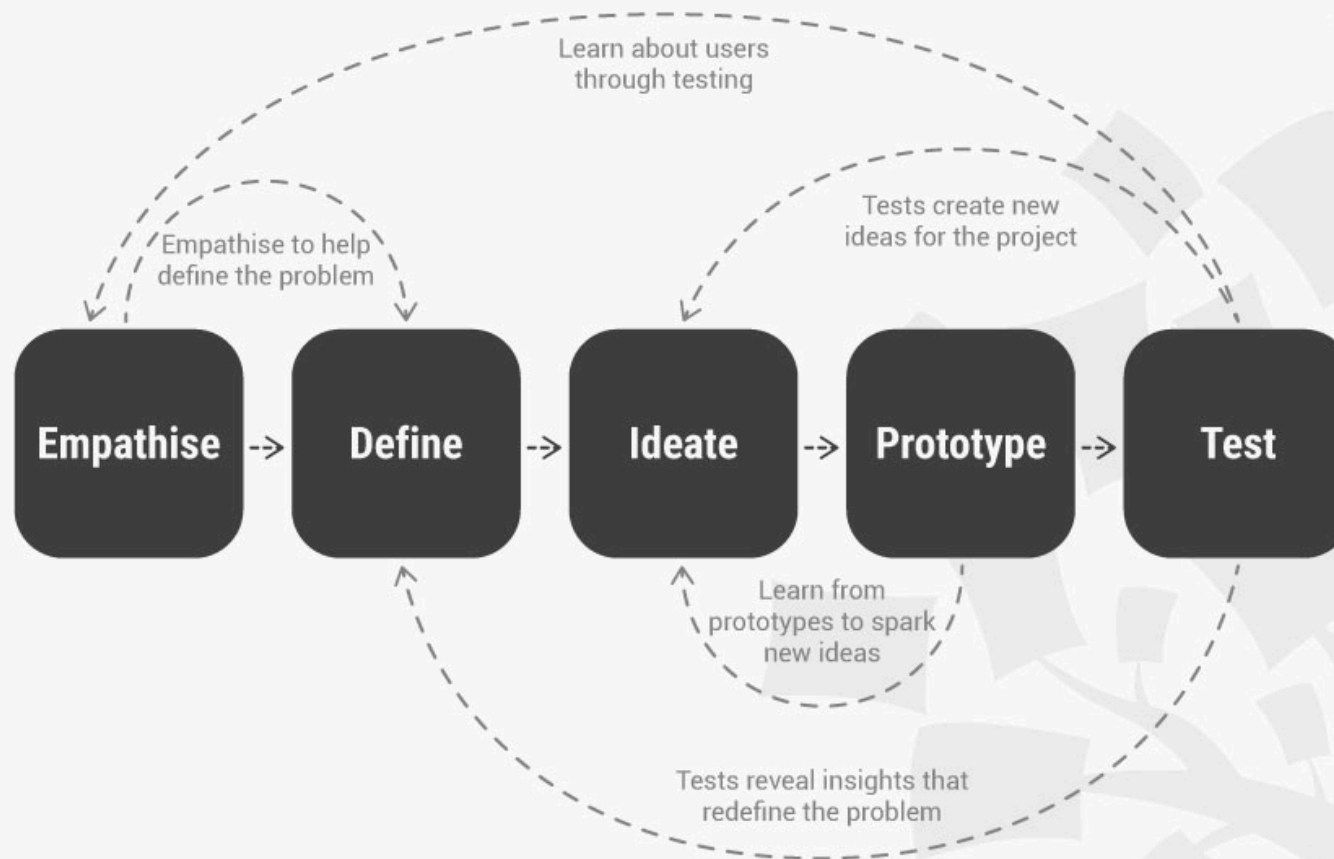 Learn about users
through testing
Tests create new
ideas for the project
Empathise to help
define the problem
Empathise
Define
Ideate
Prototype
Test
Learn from
prototypes to spark
new ideas
Tests reveal insights that
redefine the problem